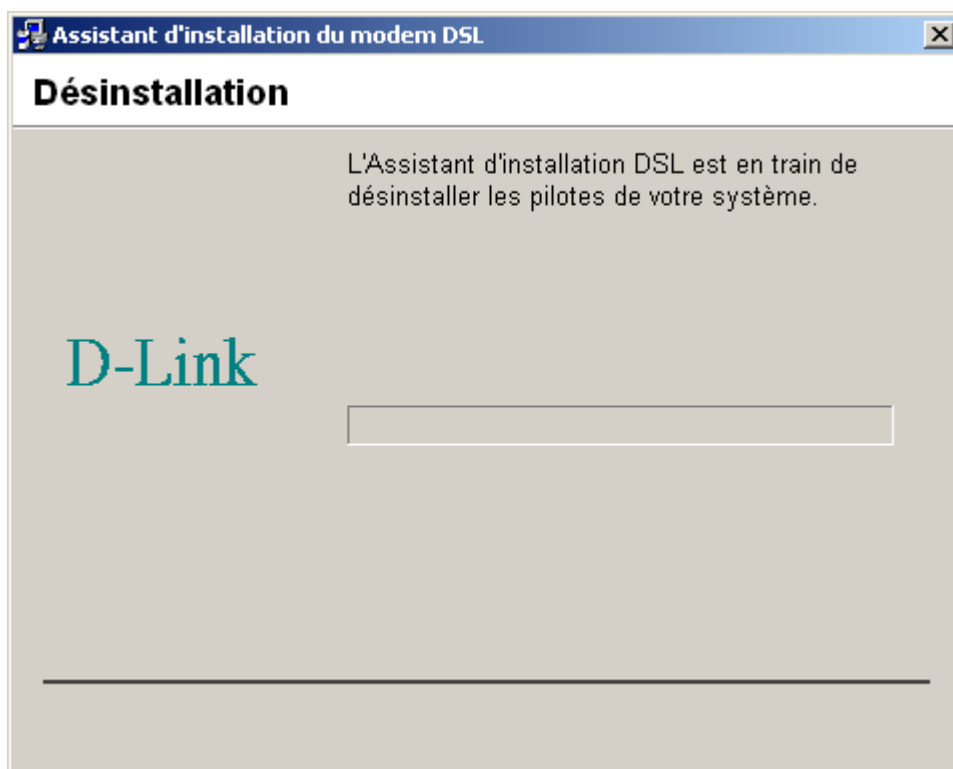 Assistant d'installation du modem DSL
Désinstallation
L'Assistant d'installation DSL est en train de
désinstaller les pilotes de votre système.
D-Link